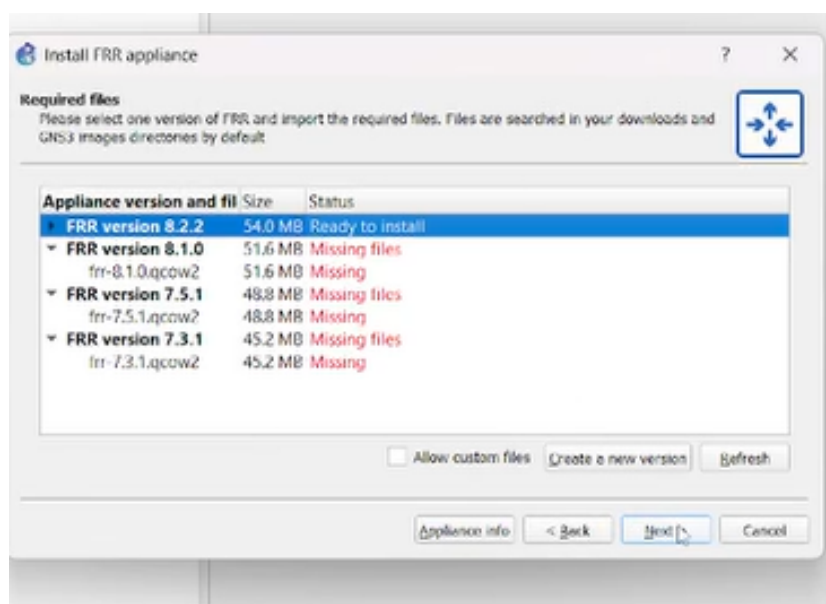 Install FRR appliance
Required files
Please select one version of FRR and import the required files. Files are searched in your downloads and
GNS3 images directories by default
Appliance version and fil Size Status
FRR version 8.2.2 54.0 MB Ready to install
FRR version 8.1.0 51.6 MB Missing files
frr-8.1.0.qcow2 51.6 MB Missing
FRR version 7.5.1 48.8 MB Missing files
frr-7.5.1.qcow2 48.8 MB Missing
FRR version 7.3.1 45.2 MB Missing files
frr-7.3.1.qcow2 45.2 MB Missing
Allow custom files Create a new version Refresh
Appliance info < Back Next > Cancel